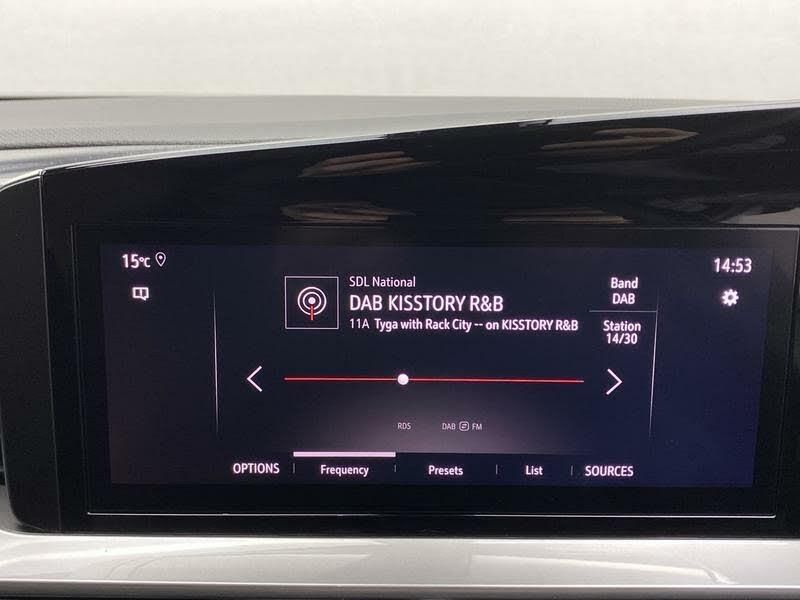 15°C
14:53
SDL National
DAB KISSTORY R&B
11A Tyga with Rack City -- on KISSTORY R&B
Band
DAB
Station
14/30
RDS
DAB FM
OPTIONS
Frequency
Presets
List
SOURCES